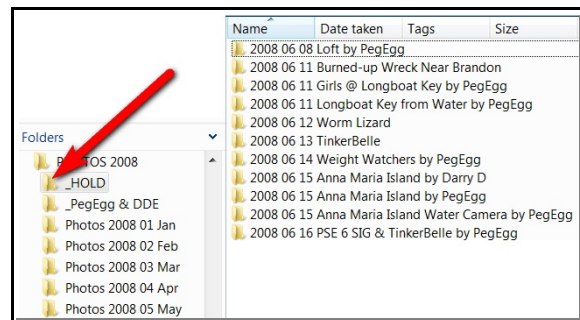 Name Date taken Tags Size
2008 06 08 Loft by PegEgg
2008 06 11 Burned-up Wreck Near Brandon
2008 06 11 Girls @ Longboat Key by PegEgg
2008 06 11 Longboat Key from Water by PegEgg
2008 06 12 Worm Lizard
2008 06 13 TinkerBelle
2008 06 14 Weight Watchers by PegEgg
2008 06 15 Anna Maria Island by Darry D
2008 06 15 Anna Maria Island by PegEgg
2008 06 15 Anna Maria Island Water Camera by PegEgg
2008 06 16 PSE 6 SIG & TinkerBelle by PegEgg
Folders
2008
_HOLD
_PegEgg & DDE
Photos 2008 01 Jan
Photos 2008 02 Feb
Photos 2008 03 Mar
Photos 2008 04 Apr
Photos 2008 05 May